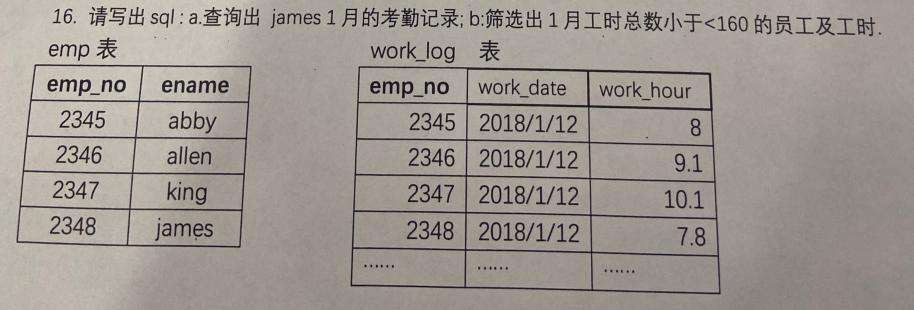 16. 请写出 sql : a.查询出 james 1 月的考勤记录; b:筛选出 1 月工时总数小于<160 的员工及工时.
emp 表
emp_no ename
2345 abby
2346 allen
2347 king
2348 james
work_log 表
emp_no work_date work_hour
2345 2018/1/12 8
2346 2018/1/12 9.1
2347 2018/1/12 10.1
2348 2018/1/12 7.8
...... ...... ......